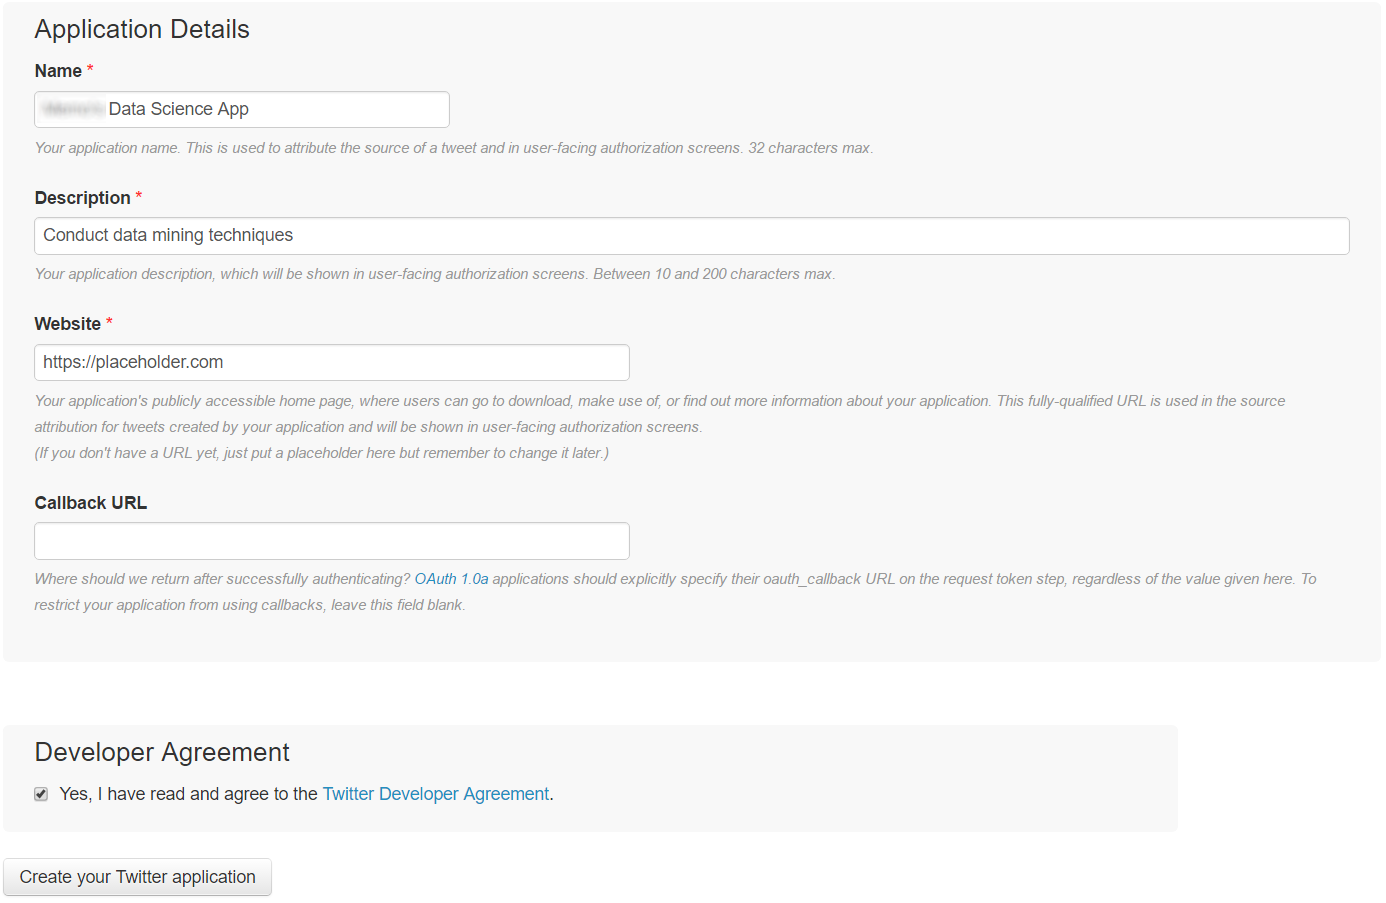 Application Details
Name *
Data Science App
Your application name. This is used to attribute the source of a tweet and in user-facing authorization screens. 32 characters max.
Description *
Conduct data mining techniques
Your application description, which will be shown in user-facing authorization screens. Between 10 and 200 characters max.
Website *
https://placeholder.com
Your application's publicly accessible home page, where users can go to download, make use of, or find out more information about your application. This fully-qualified URL is used in the source
attribution for tweets created by your application and will be shown in user-facing authorization screens.
(If you don't have a URL yet, just put a placeholder here but remember to change it later.)
Callback URL
Where should we return after successfully authenticating? OAuth 1.0a applications should explicitly specify their oauth_callback URL on the request token step, regardless of the value given here. To
restrict your application from using callbacks, leave this field blank.
Developer Agreement
Yes, I have read and agree to the Twitter Developer Agreement.
Create your Twitter application